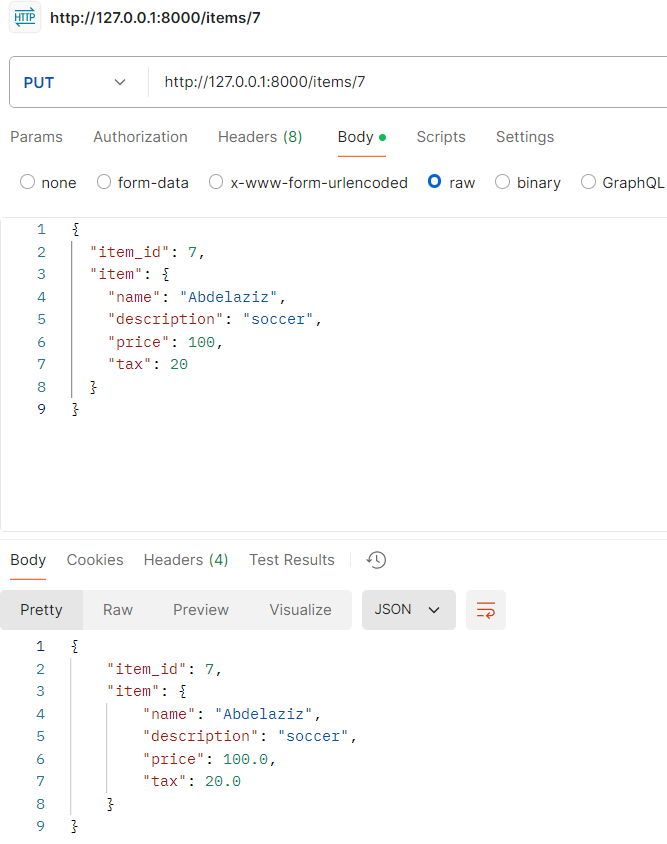 HTTP http://127.0.0.1:8000/items/7
PUT http://127.0.0.1:8000/items/7
Params Authorization Headers (8) Body Scripts Settings
none form-data x-www-form-urlencoded raw binary GraphQL
1 {
2 "item_id": 7,
3 "item": {
4 "name": "Abdelaziz",
5 "description": "soccer",
6 "price": 100,
7 "tax": 20
8 }
9 }
Body Cookies Headers (4) Test Results
Pretty Raw Preview Visualize JSON
1 {
2 "item_id": 7,
3 "item": {
4 "name": "Abdelaziz",
5 "description": "soccer",
6 "price": 100.0,
7 "tax": 20.0
8 }
9 }